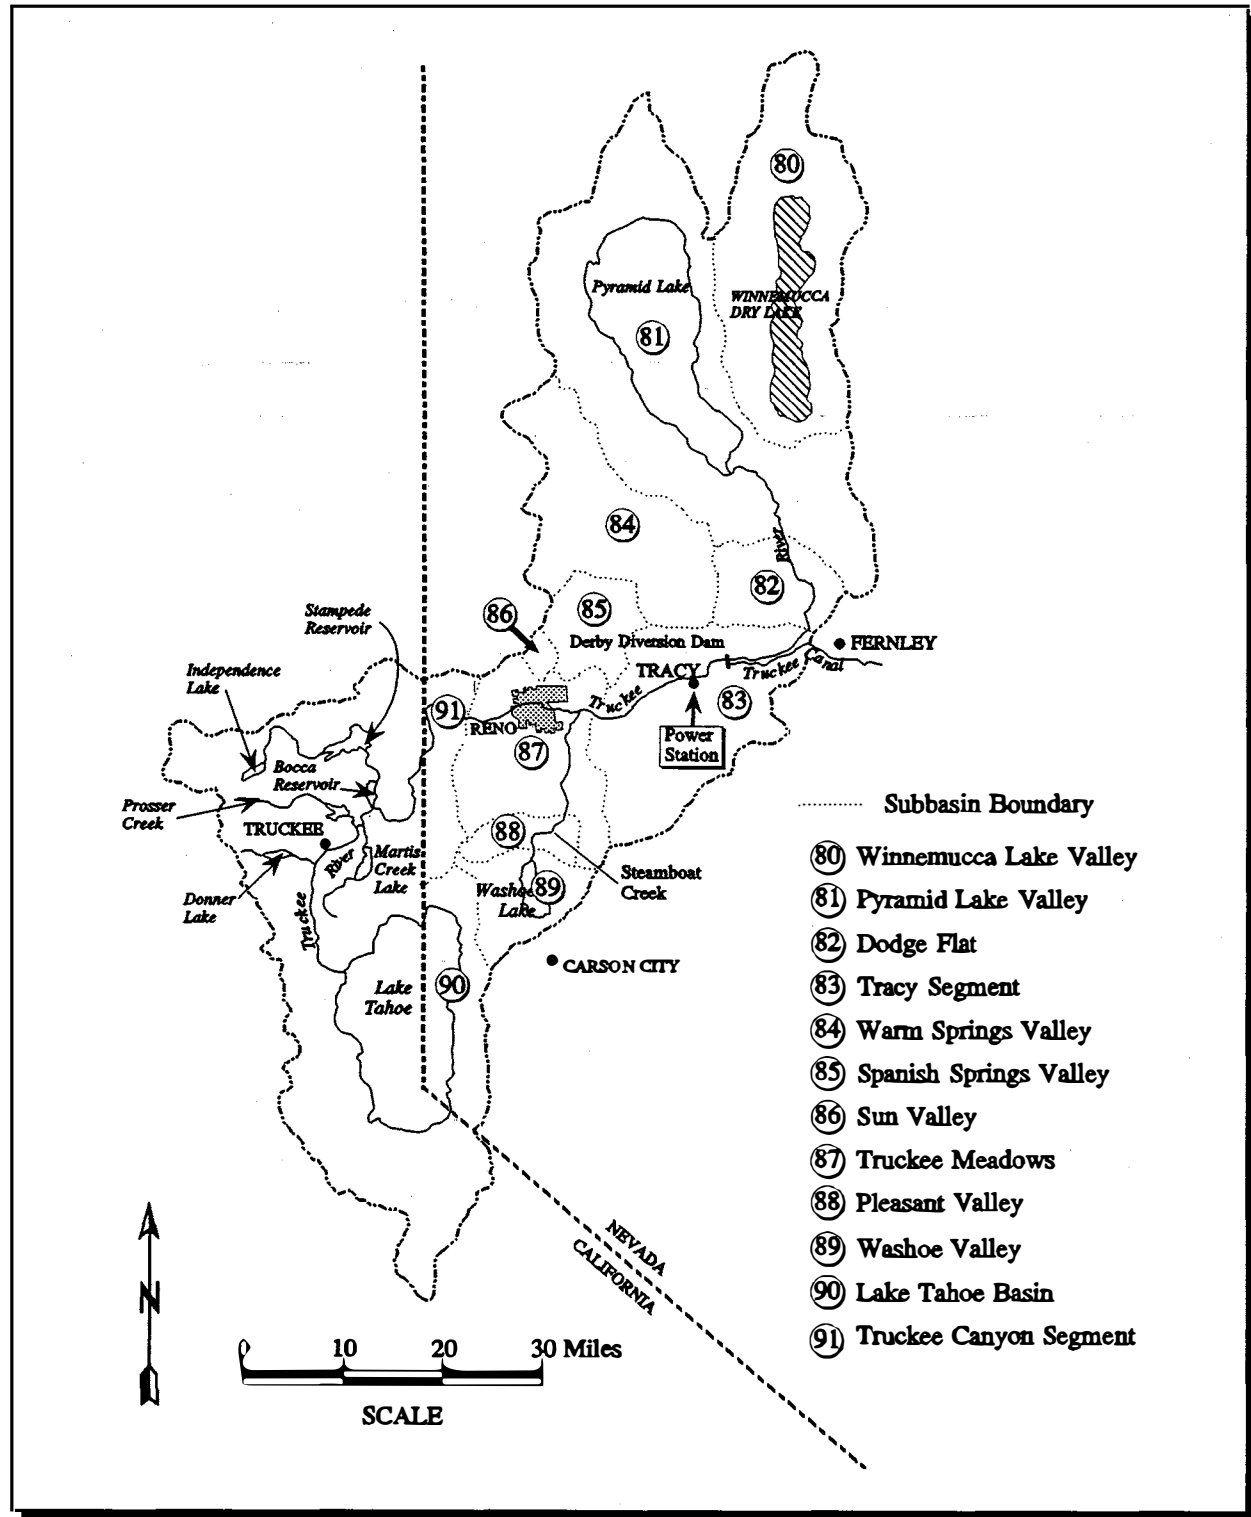 80
Pyramid Lake
WINNEMUCCA
DRY LAKE
81
84
River
82
85
86
Stampede
Reservoir
Derby Diversion Dam
FERNLEY
TRACY
Truckee Canal
Independence
Lake
Truckee
83
91
RENO
Power
Station
87
Bocca
Reservoir
Prosser
Creek
TRUCKEE
88
River
Martis
Creek
Lake
Steamboat
Creek
Washoe
Lake
89
Donner
Lake
Truckee
CARSON CITY
90
Lake
Tahoe
NEVADA
CALIFORNIA
N
0 10 20 30 Miles
SCALE
Subbasin Boundary
80 Winnemucca Lake Valley
81 Pyramid Lake Valley
82 Dodge Flat
83 Tracy Segment
84 Warm Springs Valley
85 Spanish Springs Valley
86 Sun Valley
87 Truckee Meadows
88 Pleasant Valley
89 Washoe Valley
90 Lake Tahoe Basin
91 Truckee Canyon Segment